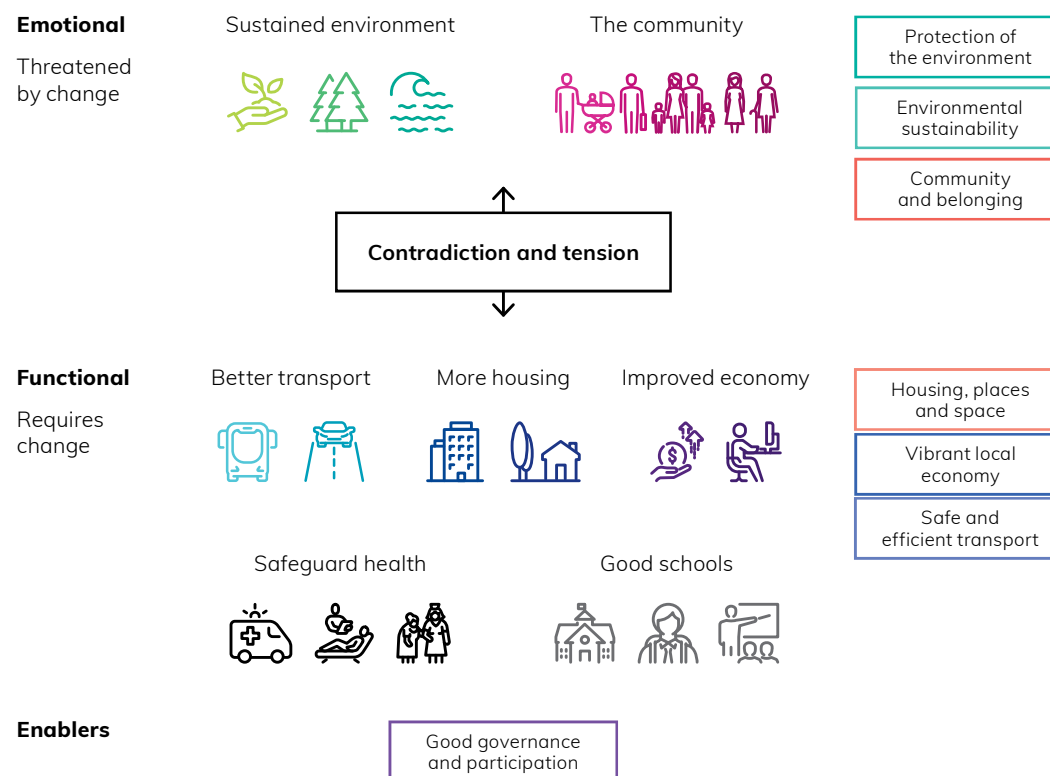 Emotional
Threatened
by change
Sustained environment
The community
Protection of
the environment
Environmental
sustainability
Community
and belonging
Contradiction and tension
Functional
Requires
change
Better transport
More housing
Improved economy
$
Housing, places
and space
Vibrant local
economy
Safe and
efficient transport
Safeguard health
Good schools
Enablers
Good governance
and participation